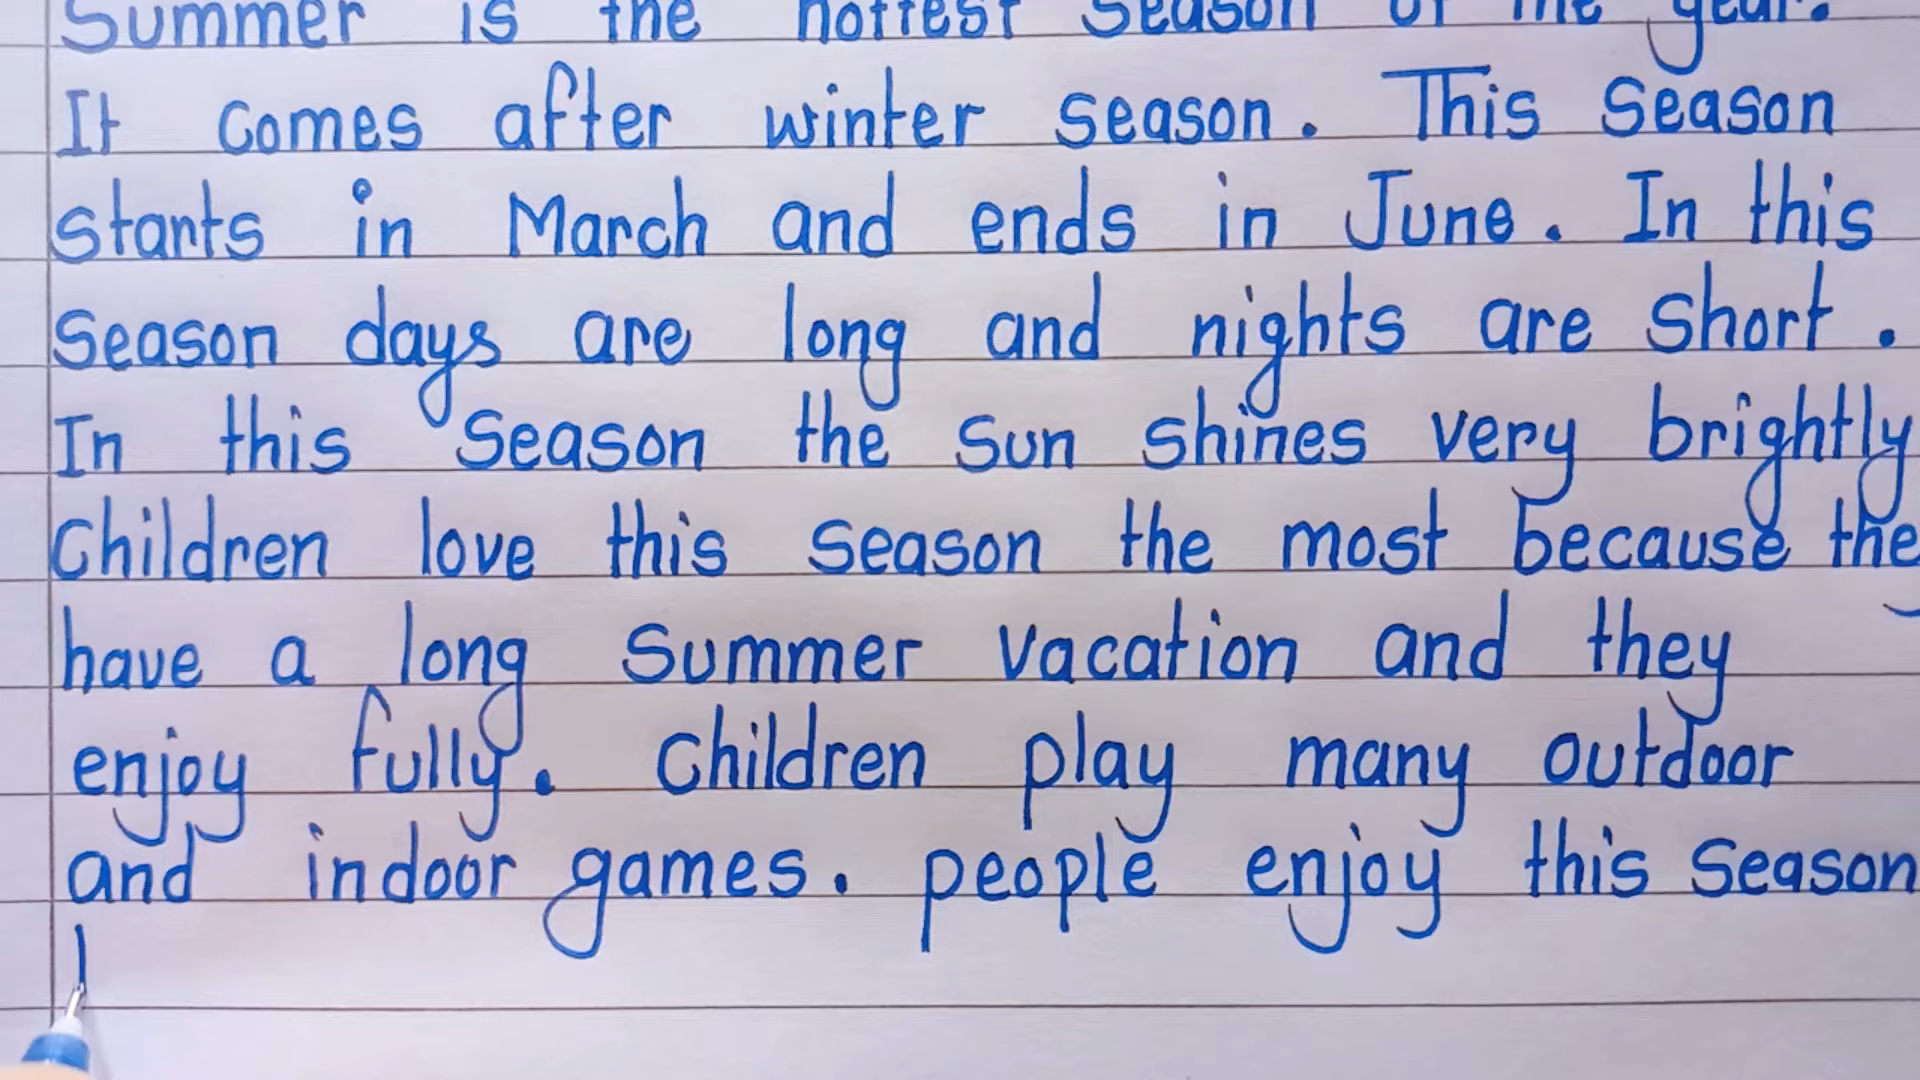 Summer is the hottest season of the year.
It comes after winter season. This season
starts in March and ends in June. In this
season days are long and nights are short.
In this season the sun shines very brightly
Children love this season the most because the
have a long summer vacation and they
enjoy fully. Children play many outdoor
and indoor games. people enjoy this season